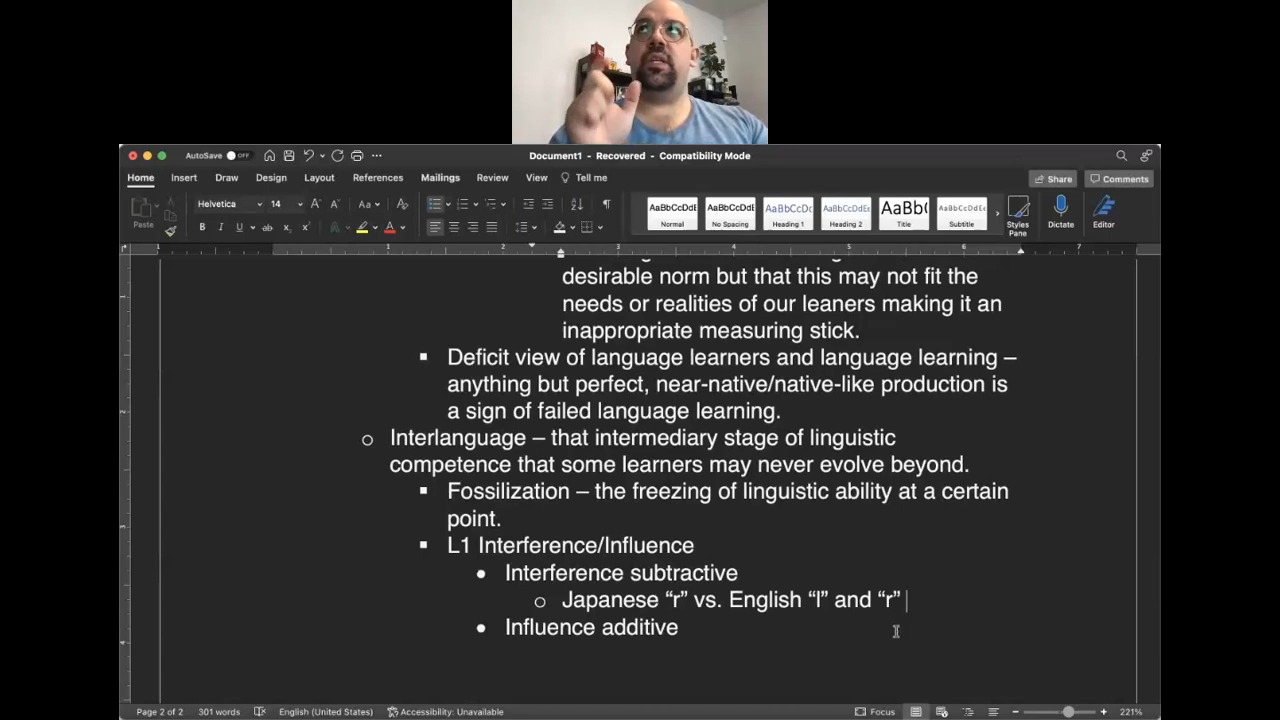 AutoSave OFF
Document1 - Recovered - Compatibility Mode
Home Insert Draw Design Layout References Mailings Review View Tell me
Share Comments
Paste
Helvetica 14
AaBbCcDdEe AaBbCcDdEe AaBbCcDc AaBbCcDdE AaBb( AaBbCcDdEe
Normal No Spacing Heading 1 Heading 2 Title Subtitle
Styles Pane
Dictate
Editor
desirable norm but that this may not fit the
needs or realities of our leaners making it an
inappropriate measuring stick.
▪ Deficit view of language learners and language learning –
anything but perfect, near-native/native-like production is
a sign of failed language learning.
o Interlanguage – that intermediary stage of linguistic
competence that some learners may never evolve beyond.
▪ Fossilization – the freezing of linguistic ability at a certain
point.
▪ L1 Interference/Influence
• Interference subtractive
o Japanese “r” vs. English “l” and “r”
• Influence additive
Page 2 of 2 301 words English (United States) Accessibility: Unavailable Focus 221%